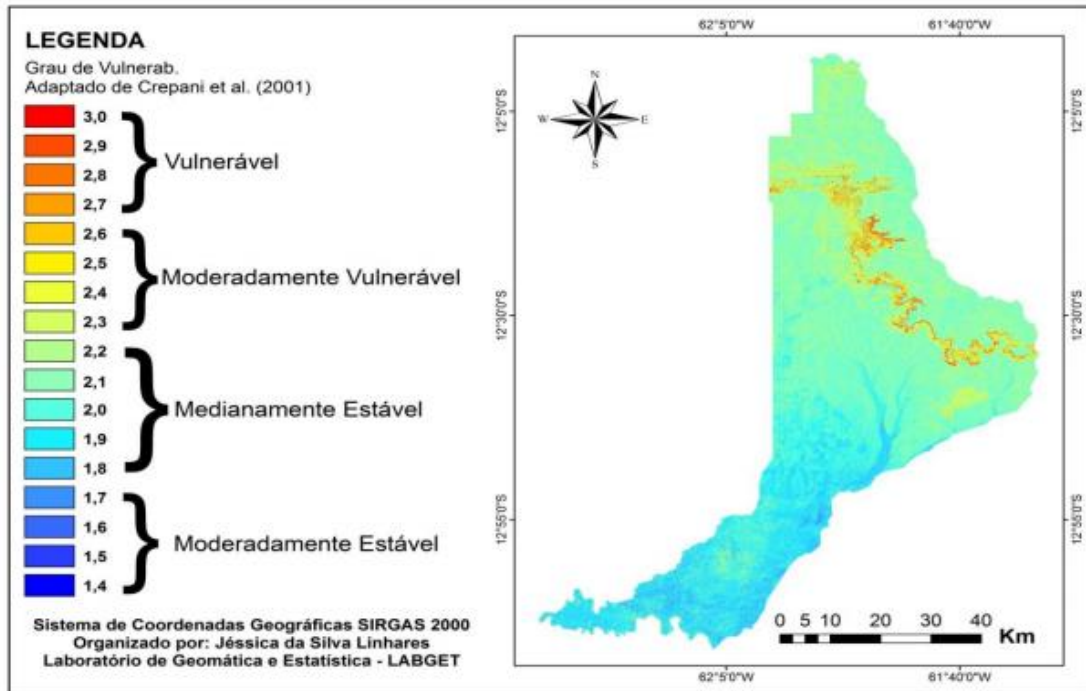 LEGENDA
Grau de Vulnerab.
Adaptado de Crepani et al. (2001)
3,0
2,9
2,8
2,7
Vulnerável
2,6
2,5
2,4
2,3
Moderadamente Vulnerável
2,2
2,1
2,0
1,9
1,8
Medianamente Estável
1,7
1,6
1,5
1,4
Moderadamente Estável
Sistema de Coordenadas Geográficas SIRGAS 2000
Organizado por: Jéssica da Silva Linhares
Laboratório de Geomática e Estatística - LABGET
62°5'0"W 61°40'0"W
N
W E
S
12°5'0"S 12°5'0"S
12°30'0"S 12°30'0"S
12°55'0"S 12°55'0"S
0 5 10 20 30 40
Km
62°5'0"W 61°40'0"W